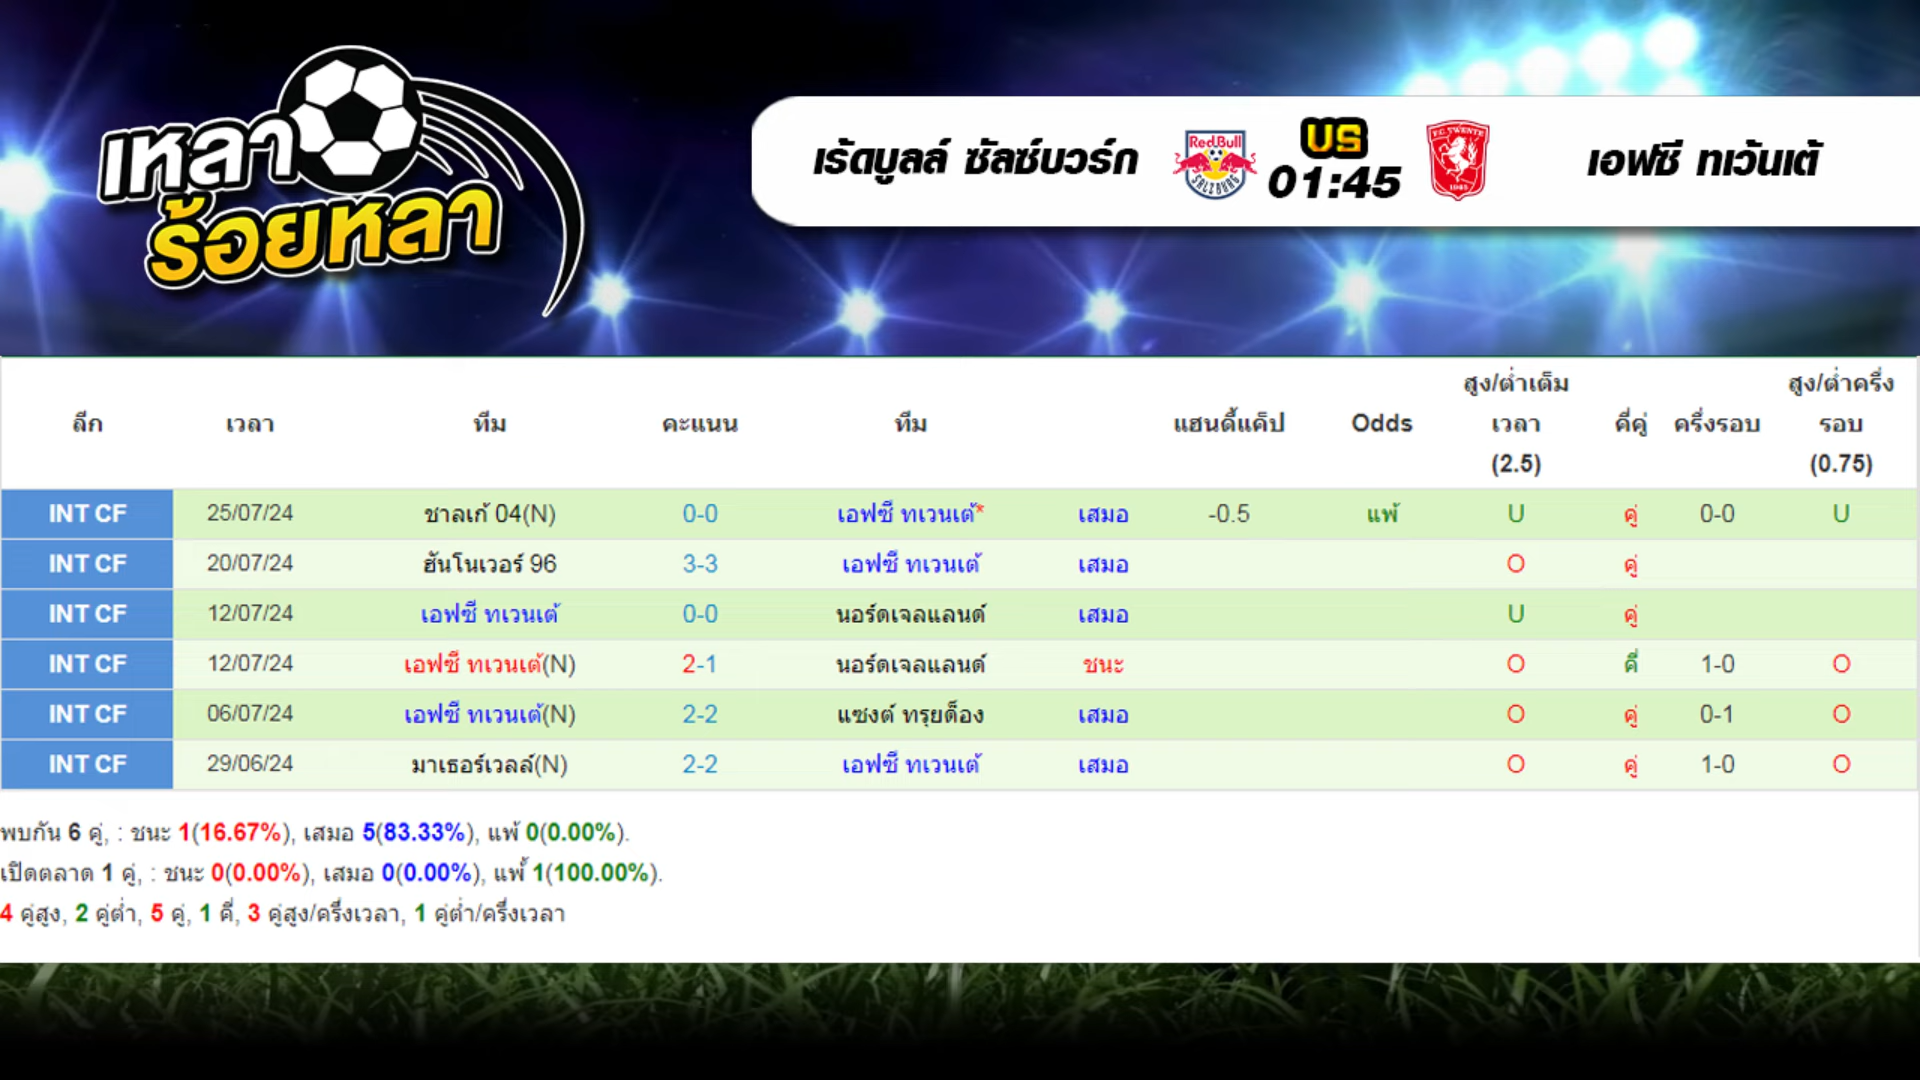 เหลา
ร้อยหลา
เร้ดบูลล์ ซัลซ์บวร์ก
RedBull
SALZBURG
VS
01:45
F.C. TWENTE
1965
เอฟซี ทเว้นเต้
ลีก เวลา ทีม คะแนน ทีม แฮนดี้แค็ป Odds สูง/ต่ำเต็มเวลา (2.5) คี่คู่ ครึ่งรอบ สูง/ต่ำครึ่งรอบ (0.75)
INT CF 25/07/24 ชาลเก้ 04(N) 0-0 เอฟซี ทเวนเต้* เสมอ -0.5 แพ้ U คู่ 0-0 U
INT CF 20/07/24 ฮันโนเวอร์ 96 3-3 เอฟซี ทเวนเต้ เสมอ O คู่
INT CF 12/07/24 เอฟซี ทเวนเต้ 0-0 นอร์ดเจลแลนด์ เสมอ U คู่
INT CF 12/07/24 เอฟซี ทเวนเต้(N) 2-1 นอร์ดเจลแลนด์ ชนะ O คี่ 1-0 O
INT CF 06/07/24 เอฟซี ทเวนเต้(N) 2-2 แซงต์ ทรุยด็อง เสมอ O คู่ 0-1 O
INT CF 29/06/24 มาเธอร์เวลล์(N) 2-2 เอฟซี ทเวนเต้ เสมอ O คู่ 1-0 O
พบกัน 6 คู่, : ชนะ 1(16.67%), เสมอ 5(83.33%), แพ้ 0(0.00%).
เปิดตลาด 1 คู่, : ชนะ 0(0.00%), เสมอ 0(0.00%), แพ้ 1(100.00%).
4 คู่สูง, 2 คู่ต่ำ, 5 คู่, 1 คี่, 3 คู่สูง/ครึ่งเวลา, 1 คู่ต่ำ/ครึ่งเวลา